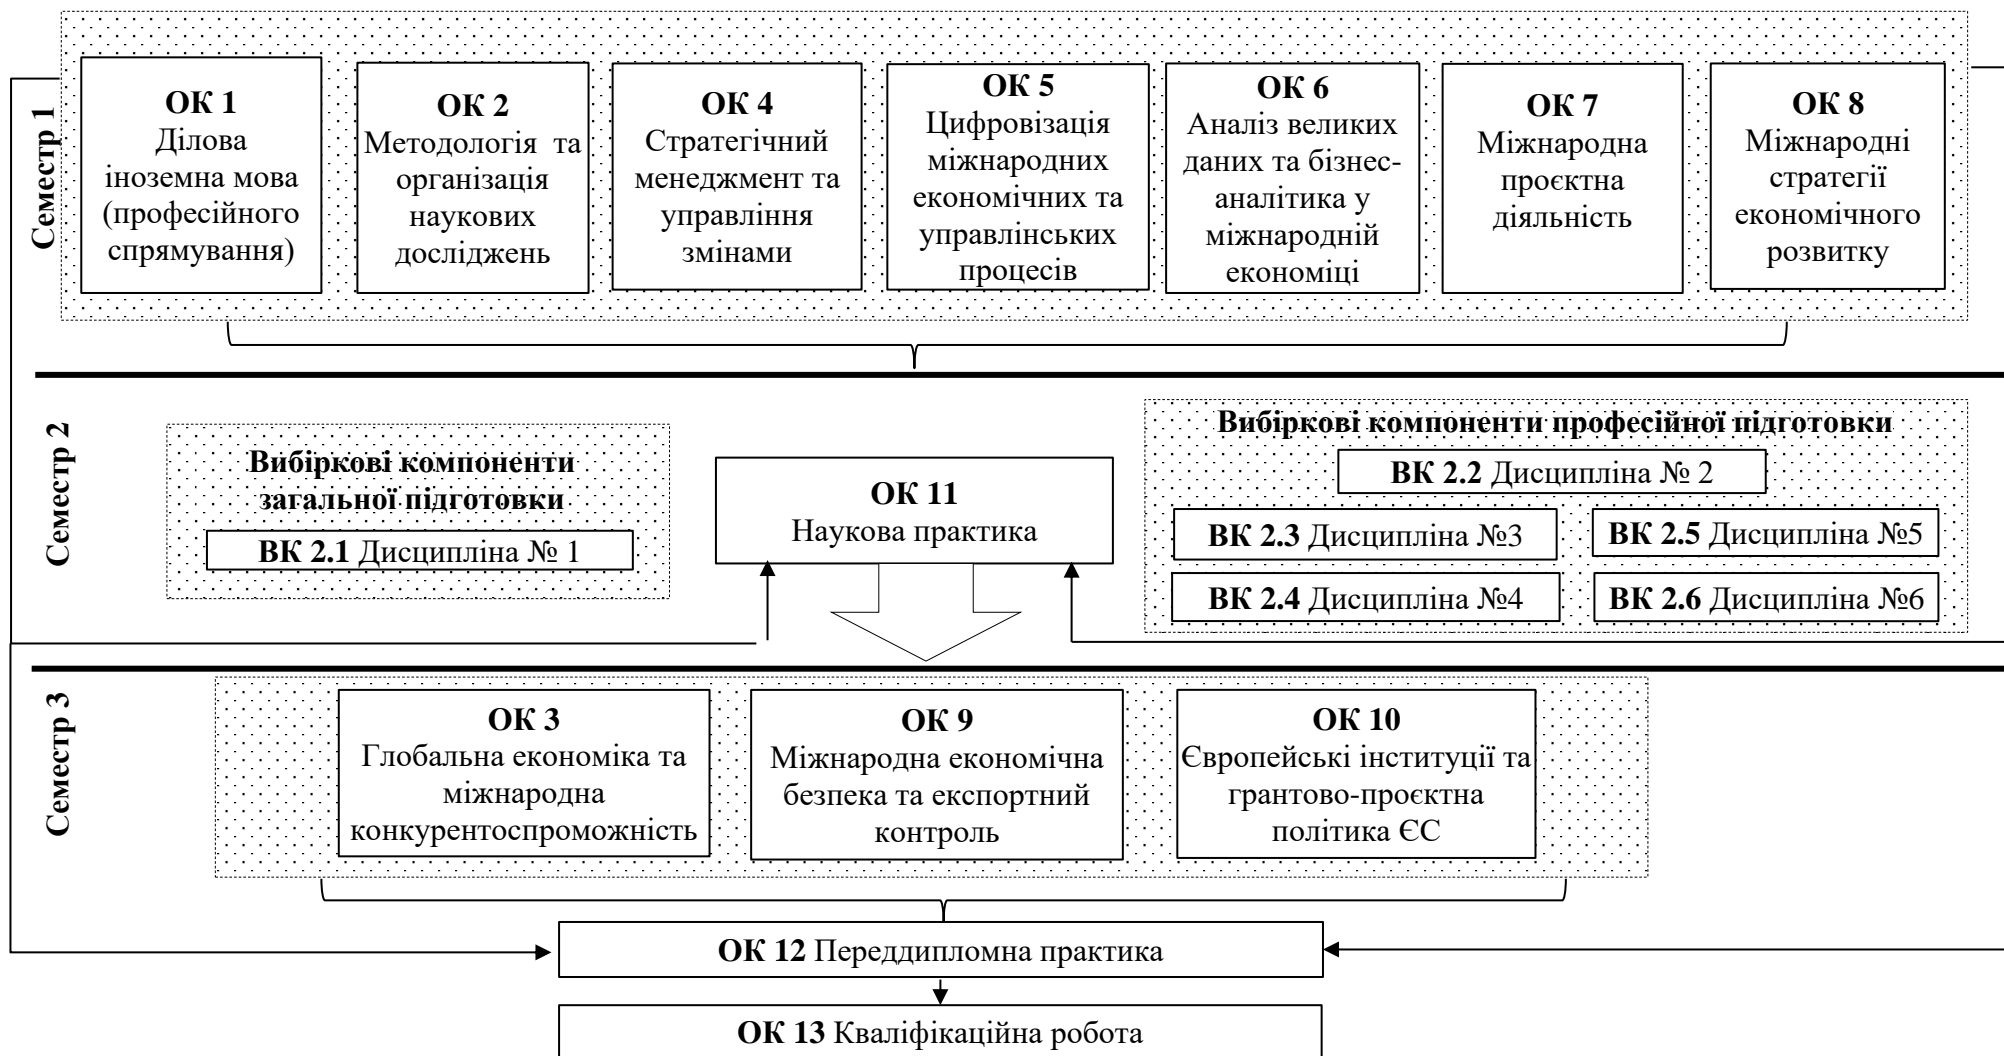 Семестр 1
ОК 1
Ділова
іноземна мова
(професійного
спрямування)
ОК 2
Методологія та
організація
наукових
досліджень
ОК 4
Стратегічний
менеджмент та
управління
змінами
ОК 5
Цифровізація
міжнародних
економічних та
управлінських
процесів
ОК 6
Аналіз великих
даних та бізнес-
аналітика у
міжнародній
економіці
ОК 7
Міжнародна
проєктна
діяльність
ОК 8
Міжнародні
стратегії
економічного
розвитку
Семестр 2
Вибіркові компоненти
загальної підготовки
ВК 2.1 Дисципліна № 1
ОК 11
Наукова практика
Вибіркові компоненти професійної підготовки
ВК 2.2 Дисципліна № 2
ВК 2.3 Дисципліна №3
ВК 2.5 Дисципліна №5
ВК 2.4 Дисципліна №4
ВК 2.6 Дисципліна №6
Семестр 3
ОК 3
Глобальна економіка та
міжнародна
конкурентоспроможність
ОК 9
Міжнародна економічна
безпека та експортний
контроль
ОК 10
Європейські інституції та
грантово-проєктна
політика ЄС
ОК 12 Переддипломна практика
ОК 13 Кваліфікаційна робота